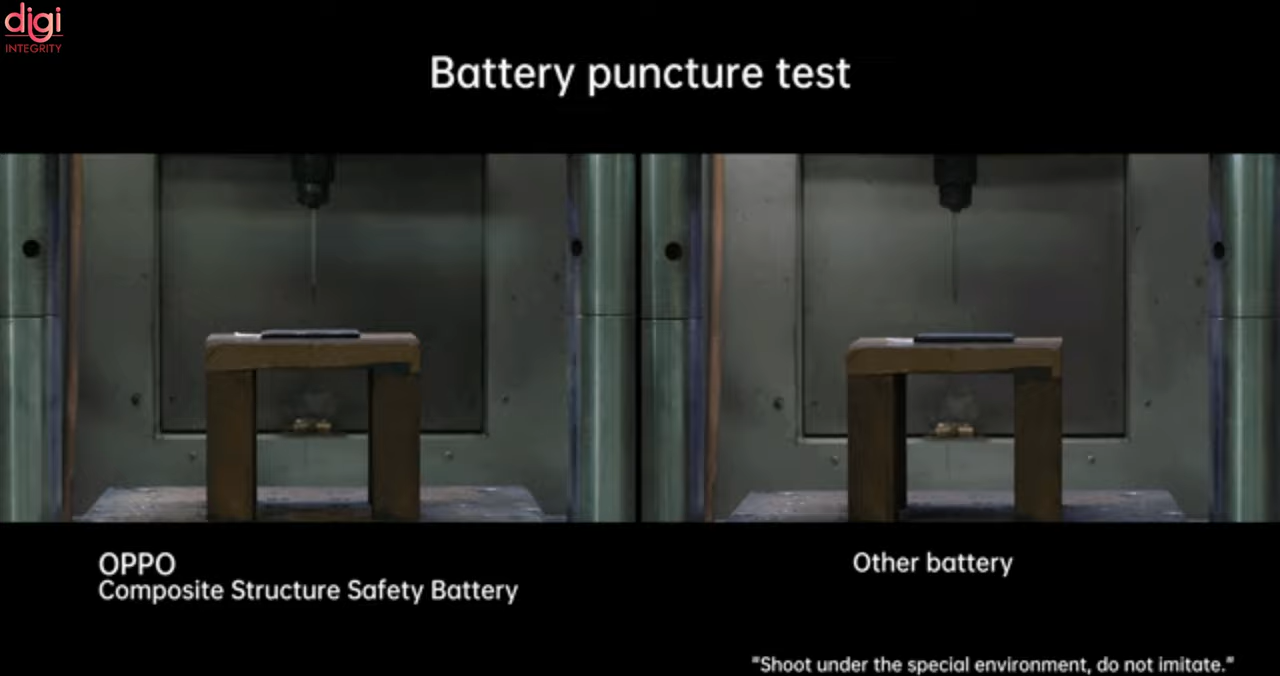 digi
INTEGRITY
Battery puncture test
OPPO
Composite Structure Safety Battery
Other battery
"Shoot under the special environment, do not imitate."